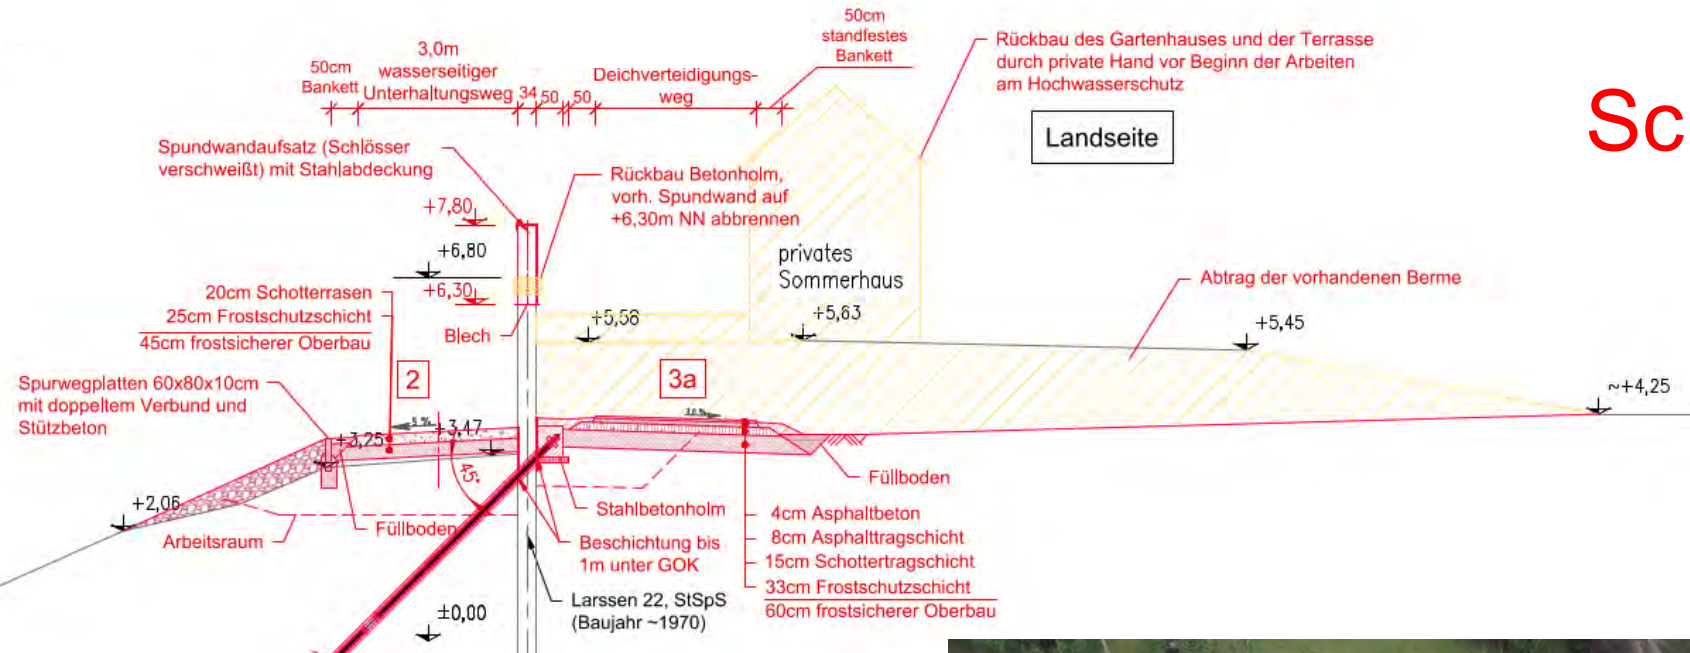 50cm
standfestes
Bankett
Rückbau des Gartenhauses und der Terrasse
durch private Hand vor Beginn der Arbeiten
am Hochwasserschutz
Sc
3,0m
wasserseitiger
Unterhaltungsweg
50cm
Bankett
34
50
50
Deichverteidigungs-
weg
Landseite
Spundwandaufsatz (Schlösser
verschweißt) mit Stahlabdeckung
Rückbau Betonholm,
vorh. Spundwand auf
+6,30m NN abbrennen
+7,80
+6,80
+6,30
privates
Sommerhaus
Abtrag der vorhandenen Berme
20cm Schotterrasen
25cm Frostschutzschicht
45cm frostsicherer Oberbau
Blech
+5,58
+5,63
+5,45
2
3a
Spurwegplatten 60x80x10cm
mit doppeltem Verbund und
Stützbeton
~+4,25
5 %
3,0 %
+3,47
+3,25
45°
Füllboden
+2,06
Stahlbetonholm
4cm Asphaltbeton
8cm Asphalttragschicht
15cm Schottertragschicht
33cm Frostschutzschicht
60cm frostsicherer Oberbau
Füllboden
Arbeitsraum
Beschichtung bis
1m unter GOK
Larssen 22, StSpS
(Baujahr ~1970)
±0,00